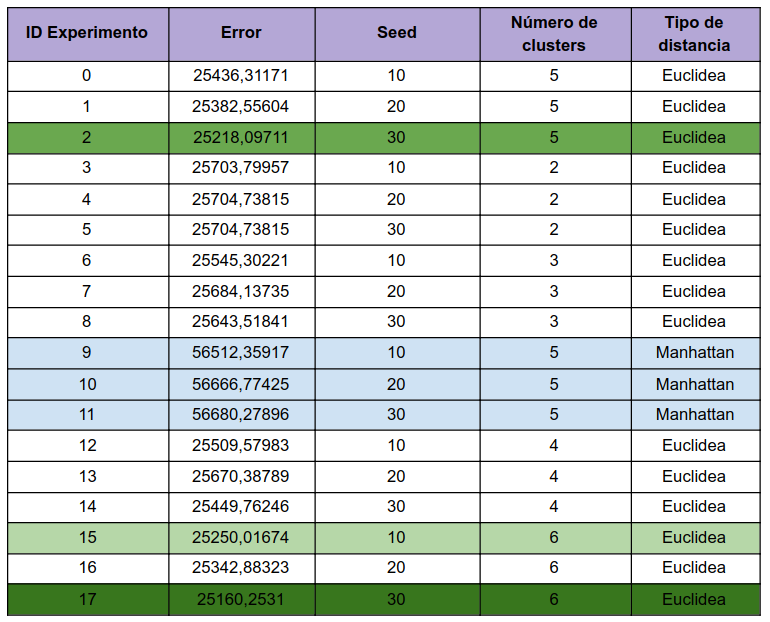 ID Experimento Error Seed Número de clusters Tipo de distancia
0 25436,31171 10 5 Euclidea
1 25382,55604 20 5 Euclidea
2 25218,09711 30 5 Euclidea
3 25703,79957 10 2 Euclidea
4 25704,73815 20 2 Euclidea
5 25704,73815 30 2 Euclidea
6 25545,30221 10 3 Euclidea
7 25684,13735 20 3 Euclidea
8 25643,51841 30 3 Euclidea
9 56512,35917 10 5 Manhattan
10 56666,77425 20 5 Manhattan
11 56680,27896 30 5 Manhattan
12 25509,57983 10 4 Euclidea
13 25670,38789 20 4 Euclidea
14 25449,76246 30 4 Euclidea
15 25250,01674 10 6 Euclidea
16 25342,88323 20 6 Euclidea
17 25160,2531 30 6 Euclidea